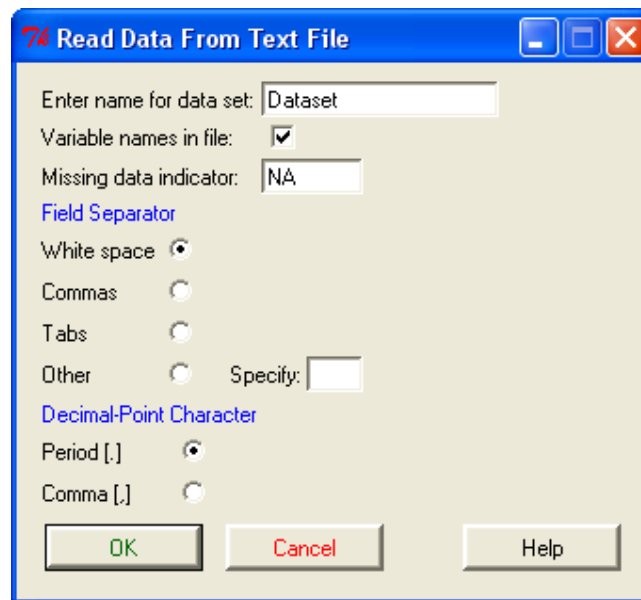 Tk Read Data From Text File
Enter name for data set: Dataset
Variable names in file:
Missing data indicator: NA
Field Separator
White space
Commas
Tabs
Other Specify:
Decimal-Point Character
Period [.]
Comma [,]
OK Cancel Help